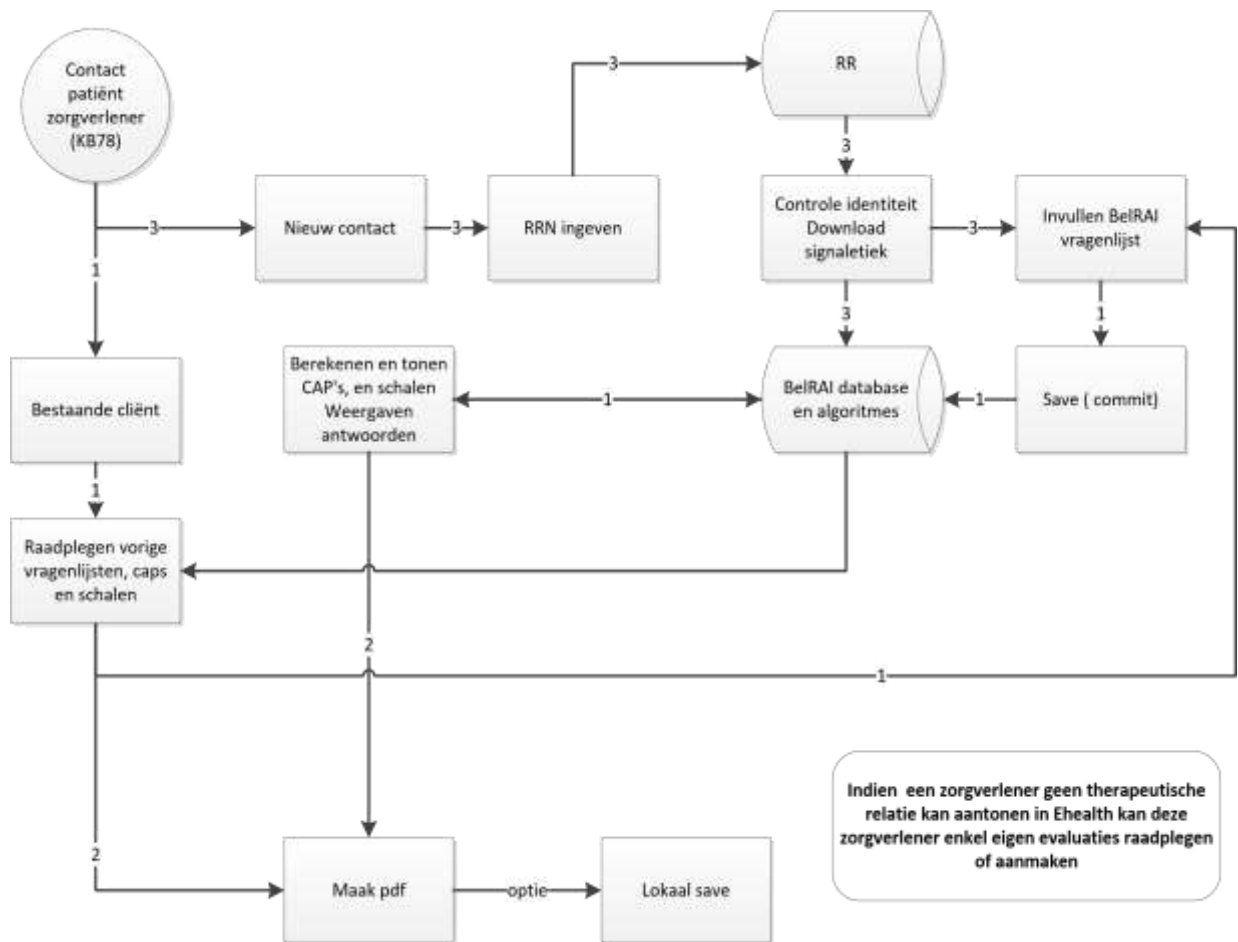 Contact
patiënt
zorgverlener
(KB78)
3
RR
3
3
Nieuw contact
3
RRN ingeven
Controle identiteit
Download
signaletiek
3
Invullen BelRAI
vragenlijst
1
3
1
Bestaande cliënt
Berekenen en tonen
CAP's, en schalen
Weergaven
antwoorden
1
BelRAI database
en algoritmes
1
Save ( commit)
1
Raadplegen vorige
vragenlijsten, caps
en schalen
2
1
Indien een zorgverlener geen therapeutische
relatie kan aantonen in Ehealth kan deze
zorgverlener enkel eigen evaluaties raadplegen
of aanmaken
2
Maak pdf
optie
Lokaal save